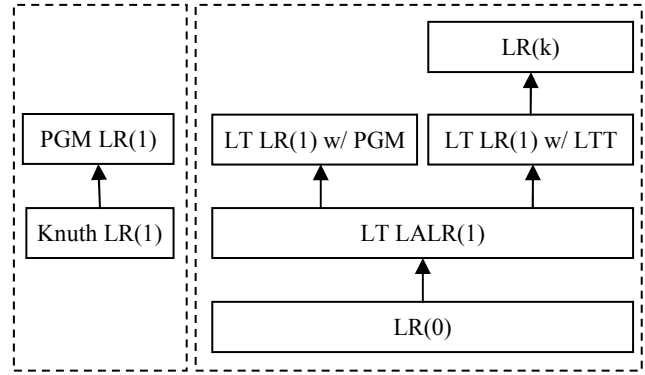 LR(k)
PGM LR(1)
LT LR(1) w/ PGM
LT LR(1) w/ LTT
Knuth LR(1)
LT LALR(1)
LR(0)